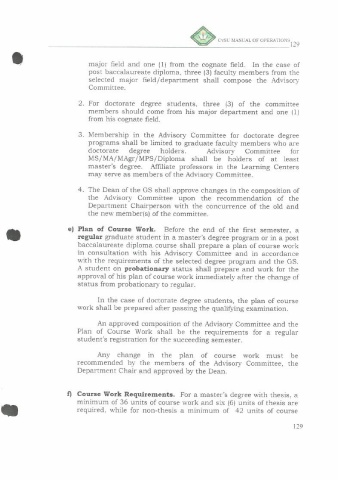 EVSU MANUAL OF OPERATIONS 129
major field and one (1) from the cognate field. In the case of
post baccalaureate diploma, three (3) faculty members from the
selected major field/department shall compose the Advisory
Committee.
2. For doctorate degree students, three (3) of the committee
members should come from his major department and one (1)
from his cognate field.
3. Membership in the Advisory Committee for doctorate degree
programs shall be limited to graduate faculty members who are
doctorate degree holders. Advisory Committee for
MS/MA/MAgr/MPS/Diploma shall be holders of at least
master's degree. Affiliate professors in the Learning Centers
may serve as members of the Advisory Committee.
4. The Dean of the GS shall approve changes in the composition of
the Advisory Committee upon the recommendation of the
Department Chairperson with the concurrence of the old and
the new member(s) of the committee.
e) Plan of Course Work. Before the end of the first semester, a
regular graduate student in a master's degree program or in a post
baccalaureate diploma course shall prepare a plan of course work
in consultation with his Advisory Committee and in accordance
with the requirements of the selected degree program and the GS.
A student on probationary status shall prepare and work for the
approval of his plan of course work immediately after the change of
status from probationary to regular.
In the case of doctorate degree students, the plan of course
work shall be prepared after passing the qualifying examination.
An approved composition of the Advisory Committee and the
Plan of Course Work shall be the requirements for a regular
student's registration for the succeeding semester.
Any change in the plan of course work must be
recommended by the members of the Advisory Committee, the
Department Chair and approved by the Dean.
f) Course Work Requirements. For a master's degree with thesis, a
minimum of 36 units of course work and six (6) units of thesis are
required, while for non-thesis a minimum of 42 units of course
129